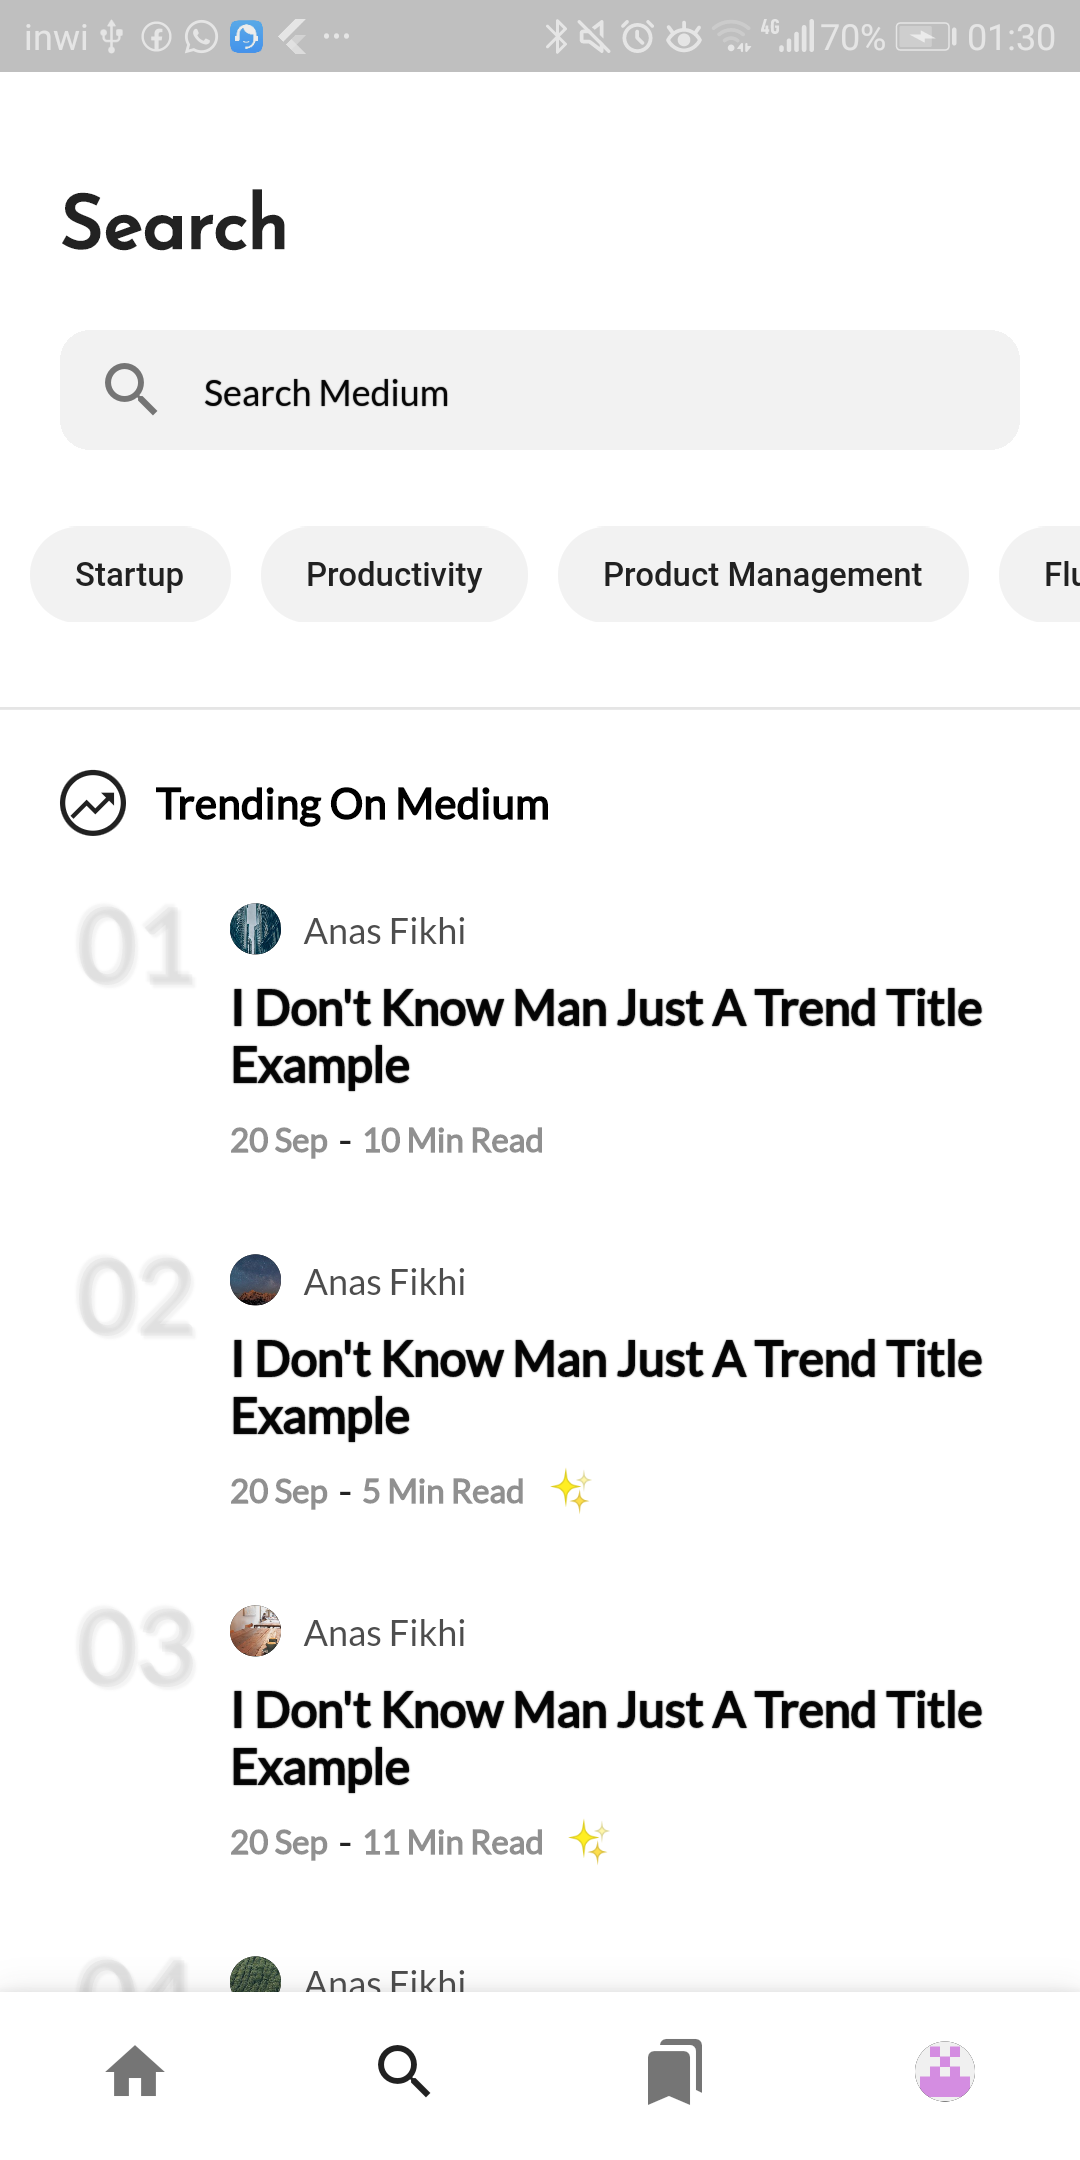 inwi 4G 70% 01:30
Search
Search Medium
Startup Productivity Product Management Flu
Trending On Medium
01 Anas Fikhi
I Don't Know Man Just A Trend Title
Example
20 Sep - 10 Min Read
02 Anas Fikhi
I Don't Know Man Just A Trend Title
Example
20 Sep - 5 Min Read
03 Anas Fikhi
I Don't Know Man Just A Trend Title
Example
20 Sep - 11 Min Read
04 Anas Fikhi